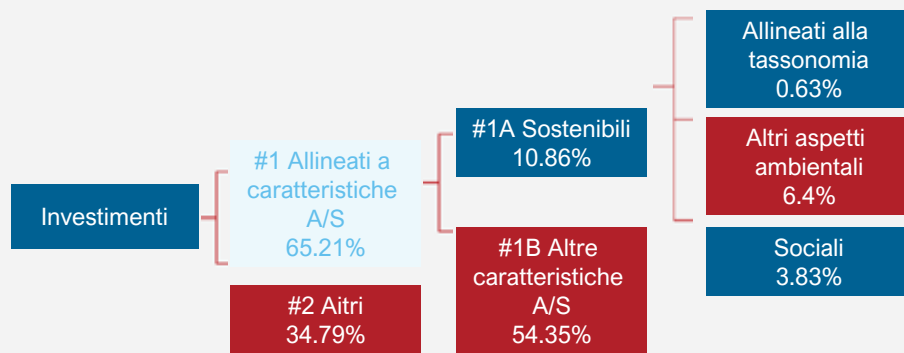 Investimenti
#1 Allineati a
caratteristiche
A/S
65.21%
#2 Aitri
34.79%
#1A Sostenibili
10.86%
#1B Altre
caratteristiche
A/S
54.35%
Allineati alla
tassonomia
0.63%
Altri aspetti
ambientali
6.4%
Sociali
3.83%